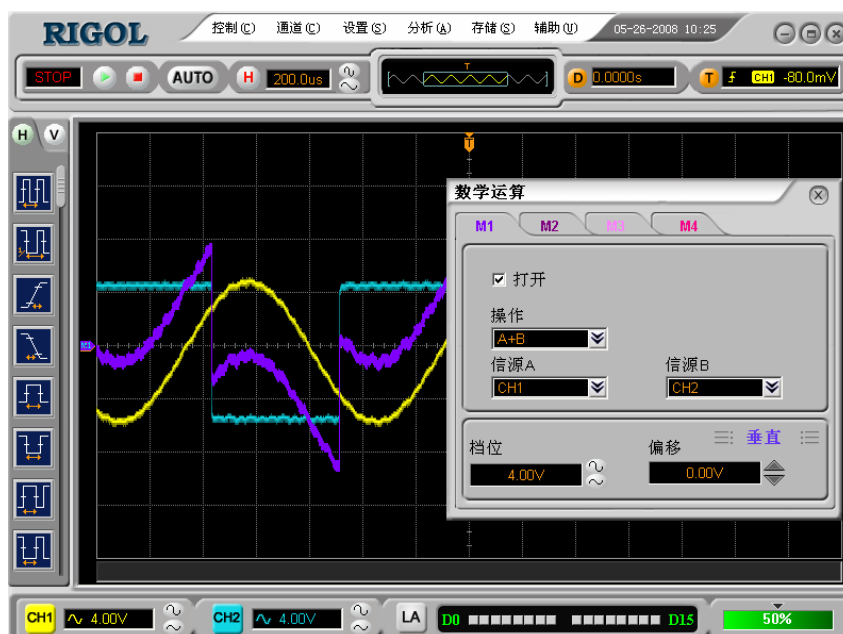 RIGOL 控制(C) 通道(C) 设置(S) 分析(A) 存储(S) 辅助(U) 05-26-2008 10:25
STOP AUTO H 200.0us T D 0.0000s T CH1 -80.0mV
H V
T
数学运算
M1 M2 M3 M4
打开
操作
A+B
信源A 信源B
CH1 CH2
档位 偏移 垂直
4.00V 0.00V
M1
CH1 4.00V CH2 4.00V LA D0 D15 50%